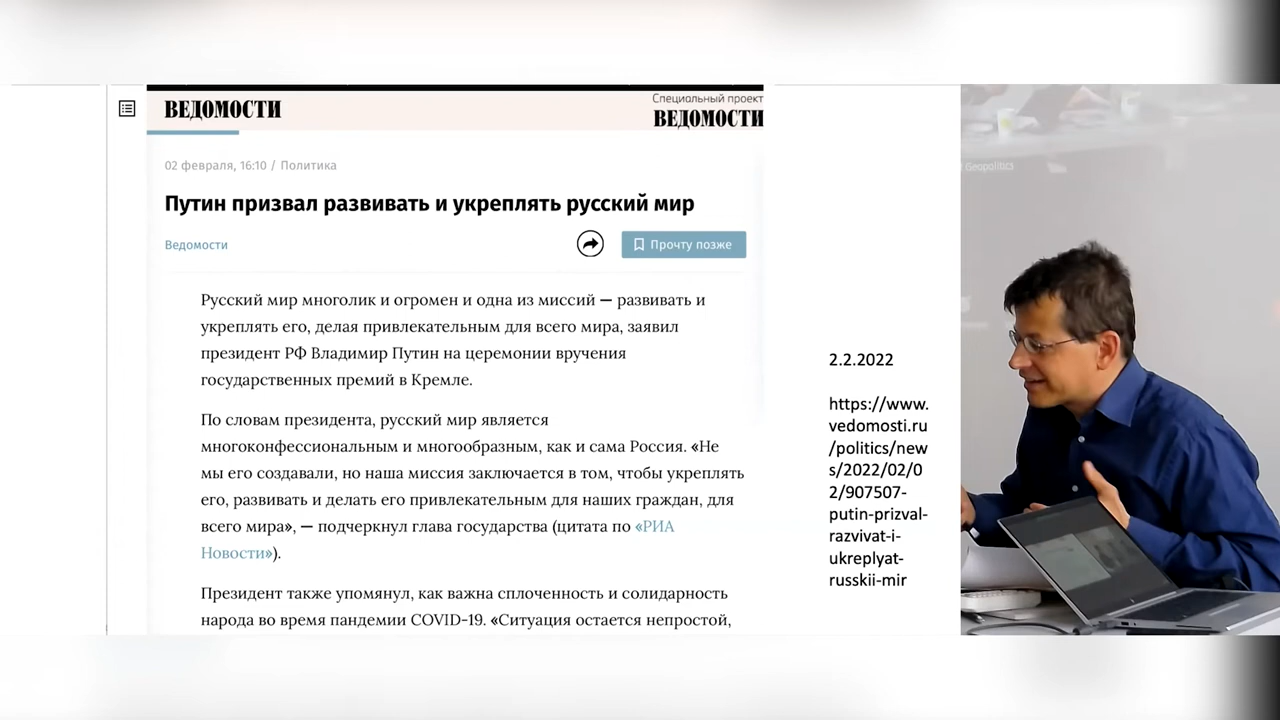 ВЕДОМОСТИ
Специальный проект
ВЕДОМОСТИ
02 февраля, 16:10 / Политика
Путин призвал развивать и укреплять русский мир
Ведомости
Прочту позже
Русский мир многолик и огромен и одна из миссий — развивать и
укреплять его, делая привлекательным для всего мира, заявил
президент РФ Владимир Путин на церемонии вручения
государственных премий в Кремле.
По словам президента, русский мир является
многоконфессиональным и многообразным, как и сама Россия. «Не
мы его создавали, но наша миссия заключается в том, чтобы укреплять
его, развивать и делать его привлекательным для наших граждан, для
всего мира», — подчеркнул глава государства (цитата по «РИА
Новости»).
Президент также упомянул, как важна сплоченность и солидарность
народа во время пандемии COVID-19. «Ситуация остается непростой,
2.2.2022
https://www.
vedomosti.ru
/politics/new
s/2022/02/0
2/907507-
putin-prizval-
razvivat-i-
ukreplyat-
russkii-mir
Geopolitics